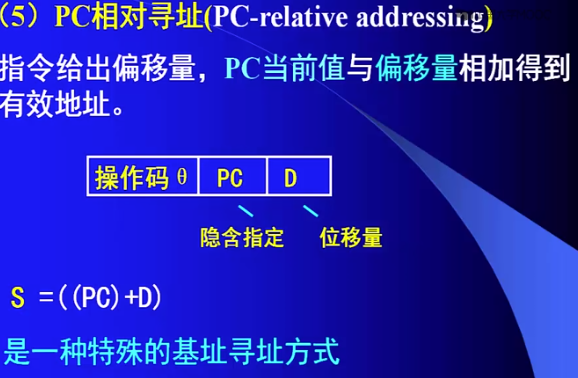 （5）PC相对寻址(PC-relative addressing)
指令给出偏移量，PC当前值与偏移量相加得到
有效地址。
操作码θ PC D
隐含指定 位移量
S =((PC)+D)
是一种特殊的基址寻址方式